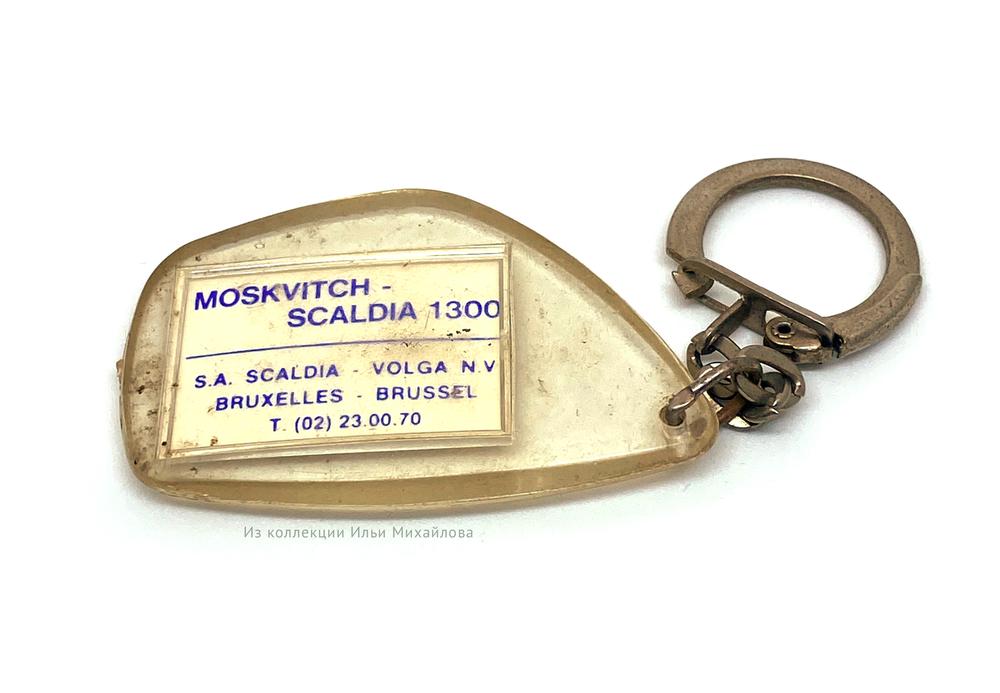 MOSKVITCH -
SCALDIA 1300
S.A. SCALDIA - VOLGA N.V
BRUXELLES - BRUSSEL
T. (02) 23.00.70
Из коллекции Ильи Михайлова